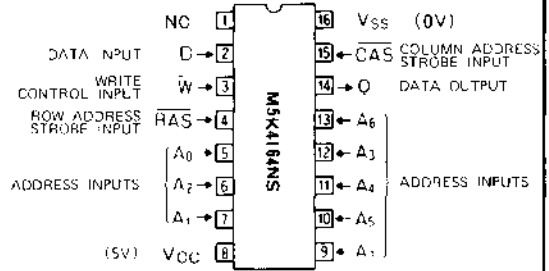 NC 1 16 VSS (0V)
DATA INPUT D → 2 15 ← CAS COLUMN ADDRESS STROBE INPUT
WRITE CONTROL INPUT W → 3 14 → Q DATA OUTPUT
ROW ADDRESS STROBE INPUT RAS → 4 13 ← A6
A0 → 5 12 ← A3
ADDRESS INPUTS A2 → 6 11 ← A4 ADDRESS INPUTS
A1 → 7 10 ← A5
(5V) VCC 8 9 ← A7
M5K4164NS